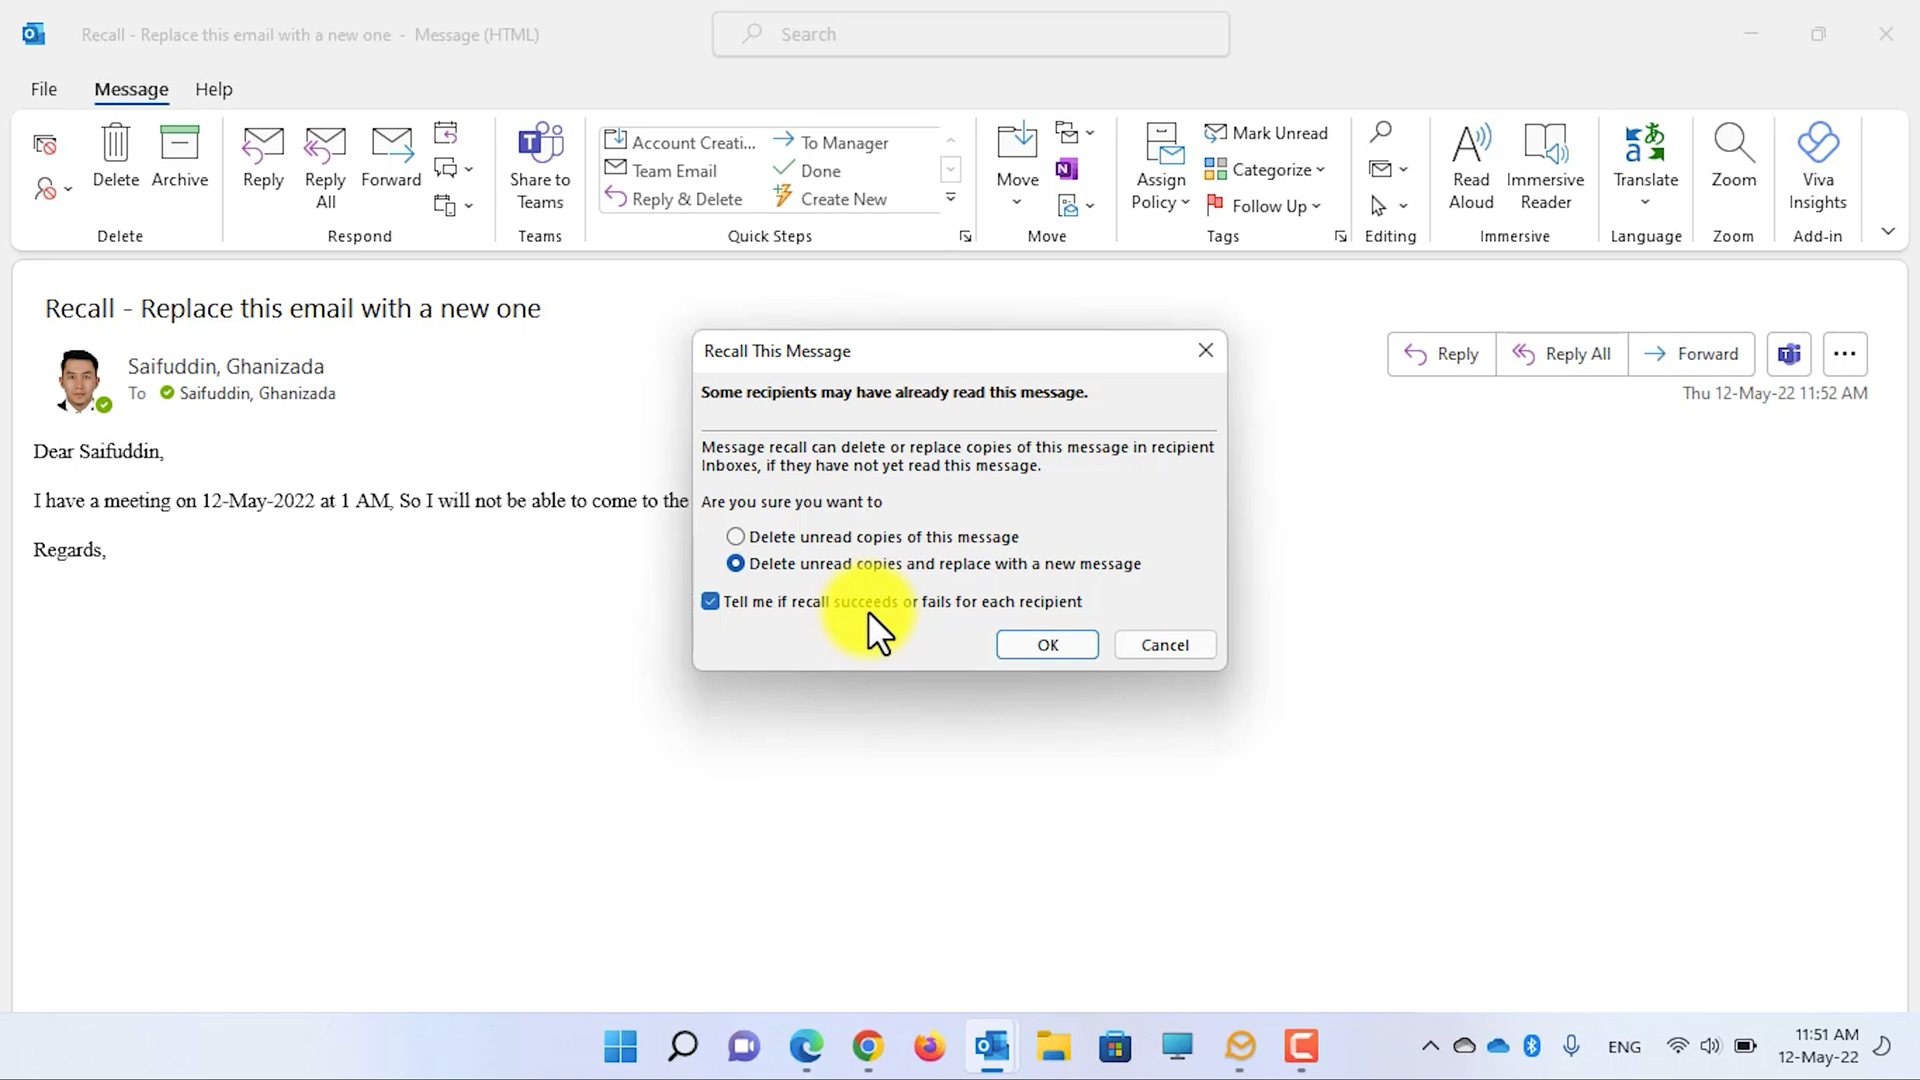 Recall - Replace this email with a new one - Message (HTML)
Search
File Message Help
Delete
Archive
Reply
Reply All
Forward
Share to Teams
Account Creati...
To Manager
Team Email
Done
Reply & Delete
Create New
Move
Assign Policy
Mark Unread
Categorize
Follow Up
Read Aloud
Immersive Reader
Translate
Zoom
Viva Insights
Delete
Respond
Teams
Quick Steps
Move
Tags
Editing
Immersive
Language
Zoom
Add-in
Recall - Replace this email with a new one
Saifuddin, Ghanizada
To Saifuddin, Ghanizada
Reply
Reply All
Forward
Thu 12-May-22 11:52 AM
Dear Saifuddin,
I have a meeting on 12-May-2022 at 1 AM, So I will not be able to come to the
Regards,
Recall This Message
Some recipients may have already read this message.
Message recall can delete or replace copies of this message in recipient
Inboxes, if they have not yet read this message.
Are you sure you want to
Delete unread copies of this message
Delete unread copies and replace with a new message
Tell me if recall succeeds or fails for each recipient
OK
Cancel
ENG
11:51 AM
12-May-22